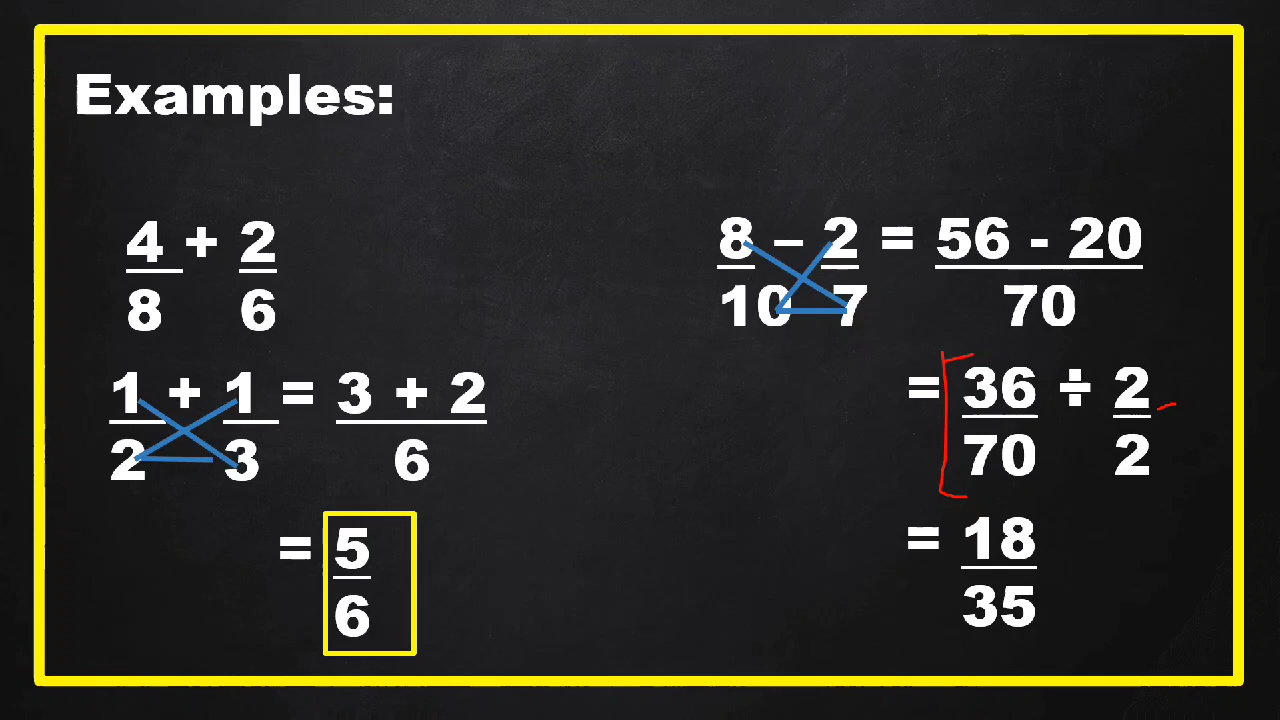 Examples:
4 + 2
8 6
1 + 1 = 3 + 2
2 3 6
= 5
6
8 – 2 = 56 - 20
10 7 70
= 36 ÷ 2
70 2
= 18
35